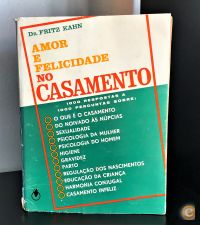 Dr. FRITZ KAHN
AMOR
E
FELICIDADE
NO
CASAMENTO
1000 RESPOSTAS A
1000 PERGUNTAS SOBRE:
O QUE É O CASAMENTO
DO NOIVADO ÀS NÚPCIAS
SEXUALIDADE
PSICOLOGIA DA MULHER
PSICOLOGIA DO HOMEM
HIGIENE
GRAVIDEZ
PARTO
REGULAÇÃO DOS NASCIMENTOS
EDUCAÇÃO DA CRIANÇA
HARMONIA CONJUGAL
CASAMENTO INFELIZ